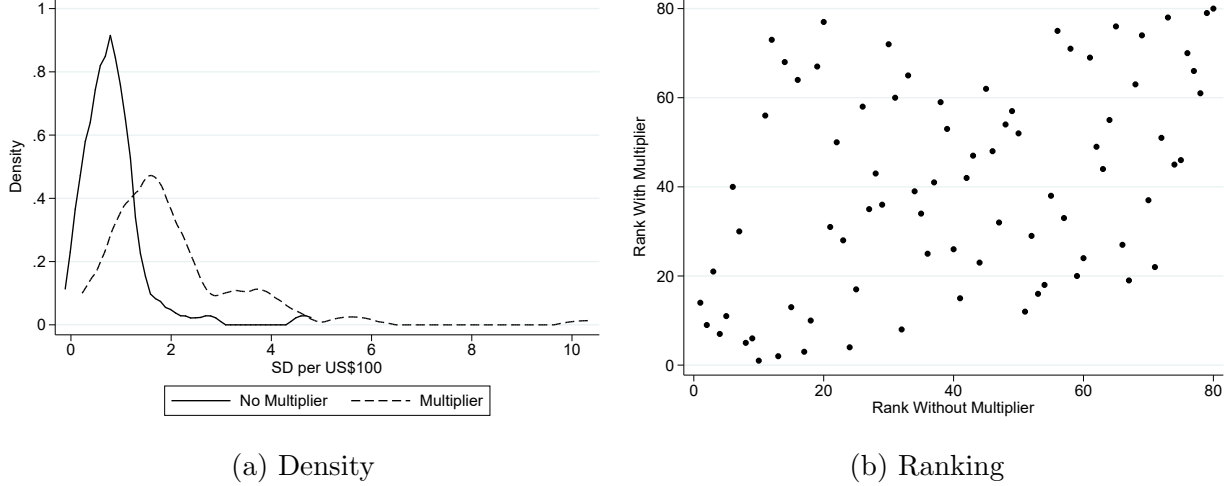 1
.8
.6
.4
.2
0
Density
0 2 4 6 8 10
SD per US$100
No Multiplier Multiplier
(a) Density
80
60
40
20
0
Rank With Multiplier
0 20 40 60 80
Rank Without Multiplier
(b) Ranking